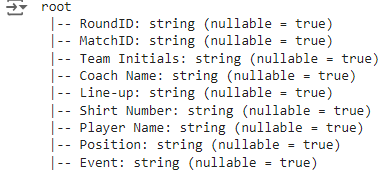 root
 |-- RoundID: string (nullable = true)
 |-- MatchID: string (nullable = true)
 |-- Team Initials: string (nullable = true)
 |-- Coach Name: string (nullable = true)
 |-- Line-up: string (nullable = true)
 |-- Shirt Number: string (nullable = true)
 |-- Player Name: string (nullable = true)
 |-- Position: string (nullable = true)
 |-- Event: string (nullable = true)